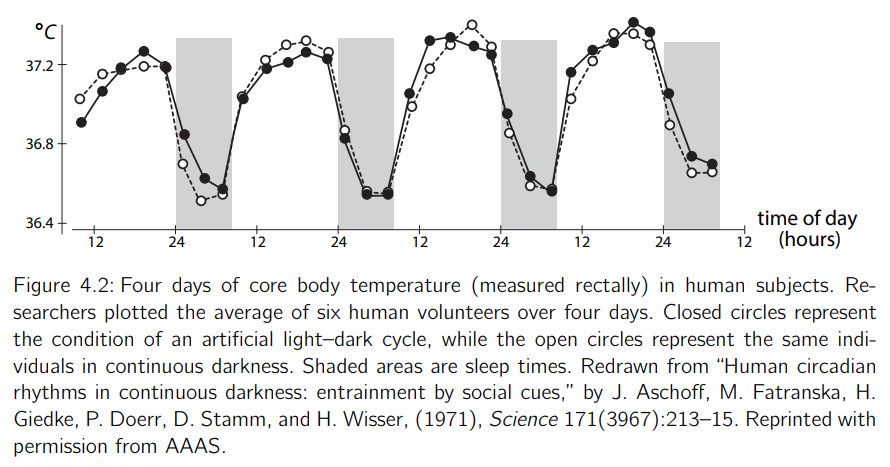 °C
37.2
36.8
36.4
12 24 12 24 12 24 12 24 12
time of day
(hours)
Figure 4.2: Four days of core body temperature (measured rectally) in human subjects. Re-
searchers plotted the average of six human volunteers over four days. Closed circles represent
the condition of an artificial light–dark cycle, while the open circles represent the same indi-
viduals in continuous darkness. Shaded areas are sleep times. Redrawn from “Human circadian
rhythms in continuous darkness: entrainment by social cues,” by J. Aschoff, M. Fatranska, H.
Giedke, P. Doerr, D. Stamm, and H. Wisser, (1971), Science 171(3967):213–15. Reprinted with
permission from AAAS.